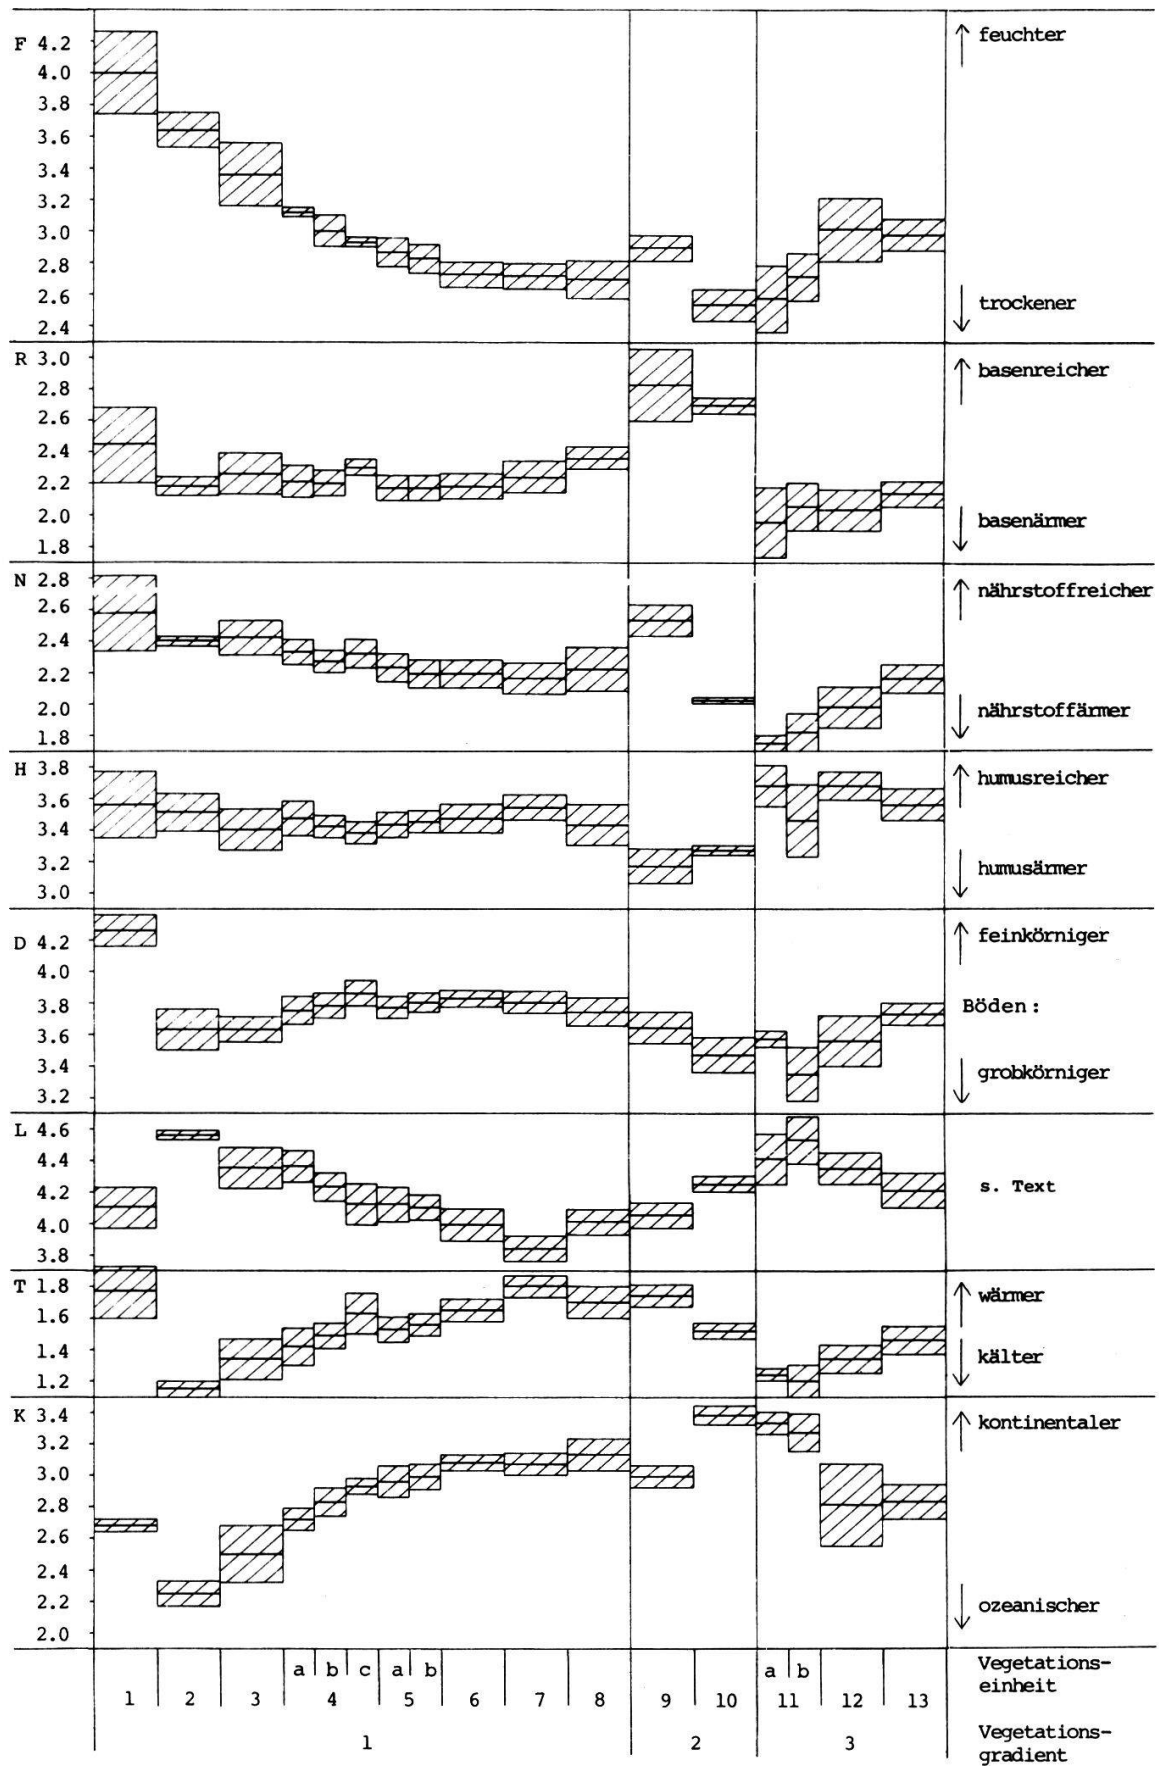 F 4.2 ↑ feuchter
4.0
3.8
3.6
3.4
3.2
3.0
2.8
2.6 ↓ trockener
2.4
R 3.0 ↑ basenreicher
2.8
2.6
2.4
2.2
2.0 ↓ basenärmer
1.8
N 2.8 ↑ nährstoffreicher
2.6
2.4
2.2
2.0 ↓ nährstoffärmer
1.8
H 3.8 ↑ humusreicher
3.6
3.4
3.2 ↓ humusärmer
3.0
D 4.2 ↑ feinkörniger
4.0
3.8 Böden:
3.6
3.4 ↓ grobkörniger
3.2
L 4.6
4.4
4.2 s. Text
4.0
3.8
T 1.8 ↑ wärmer
1.6
1.4 ↓ kälter
1.2
K 3.4 ↑ kontinentaler
3.2
3.0
2.8
2.6
2.4
2.2 ↓ ozeanischer
2.0
a b c a b a b Vegetations-
1 2 3 4 5 6 7 8 9 10 11 12 13 einheit
1 2 3 Vegetations-
gradient